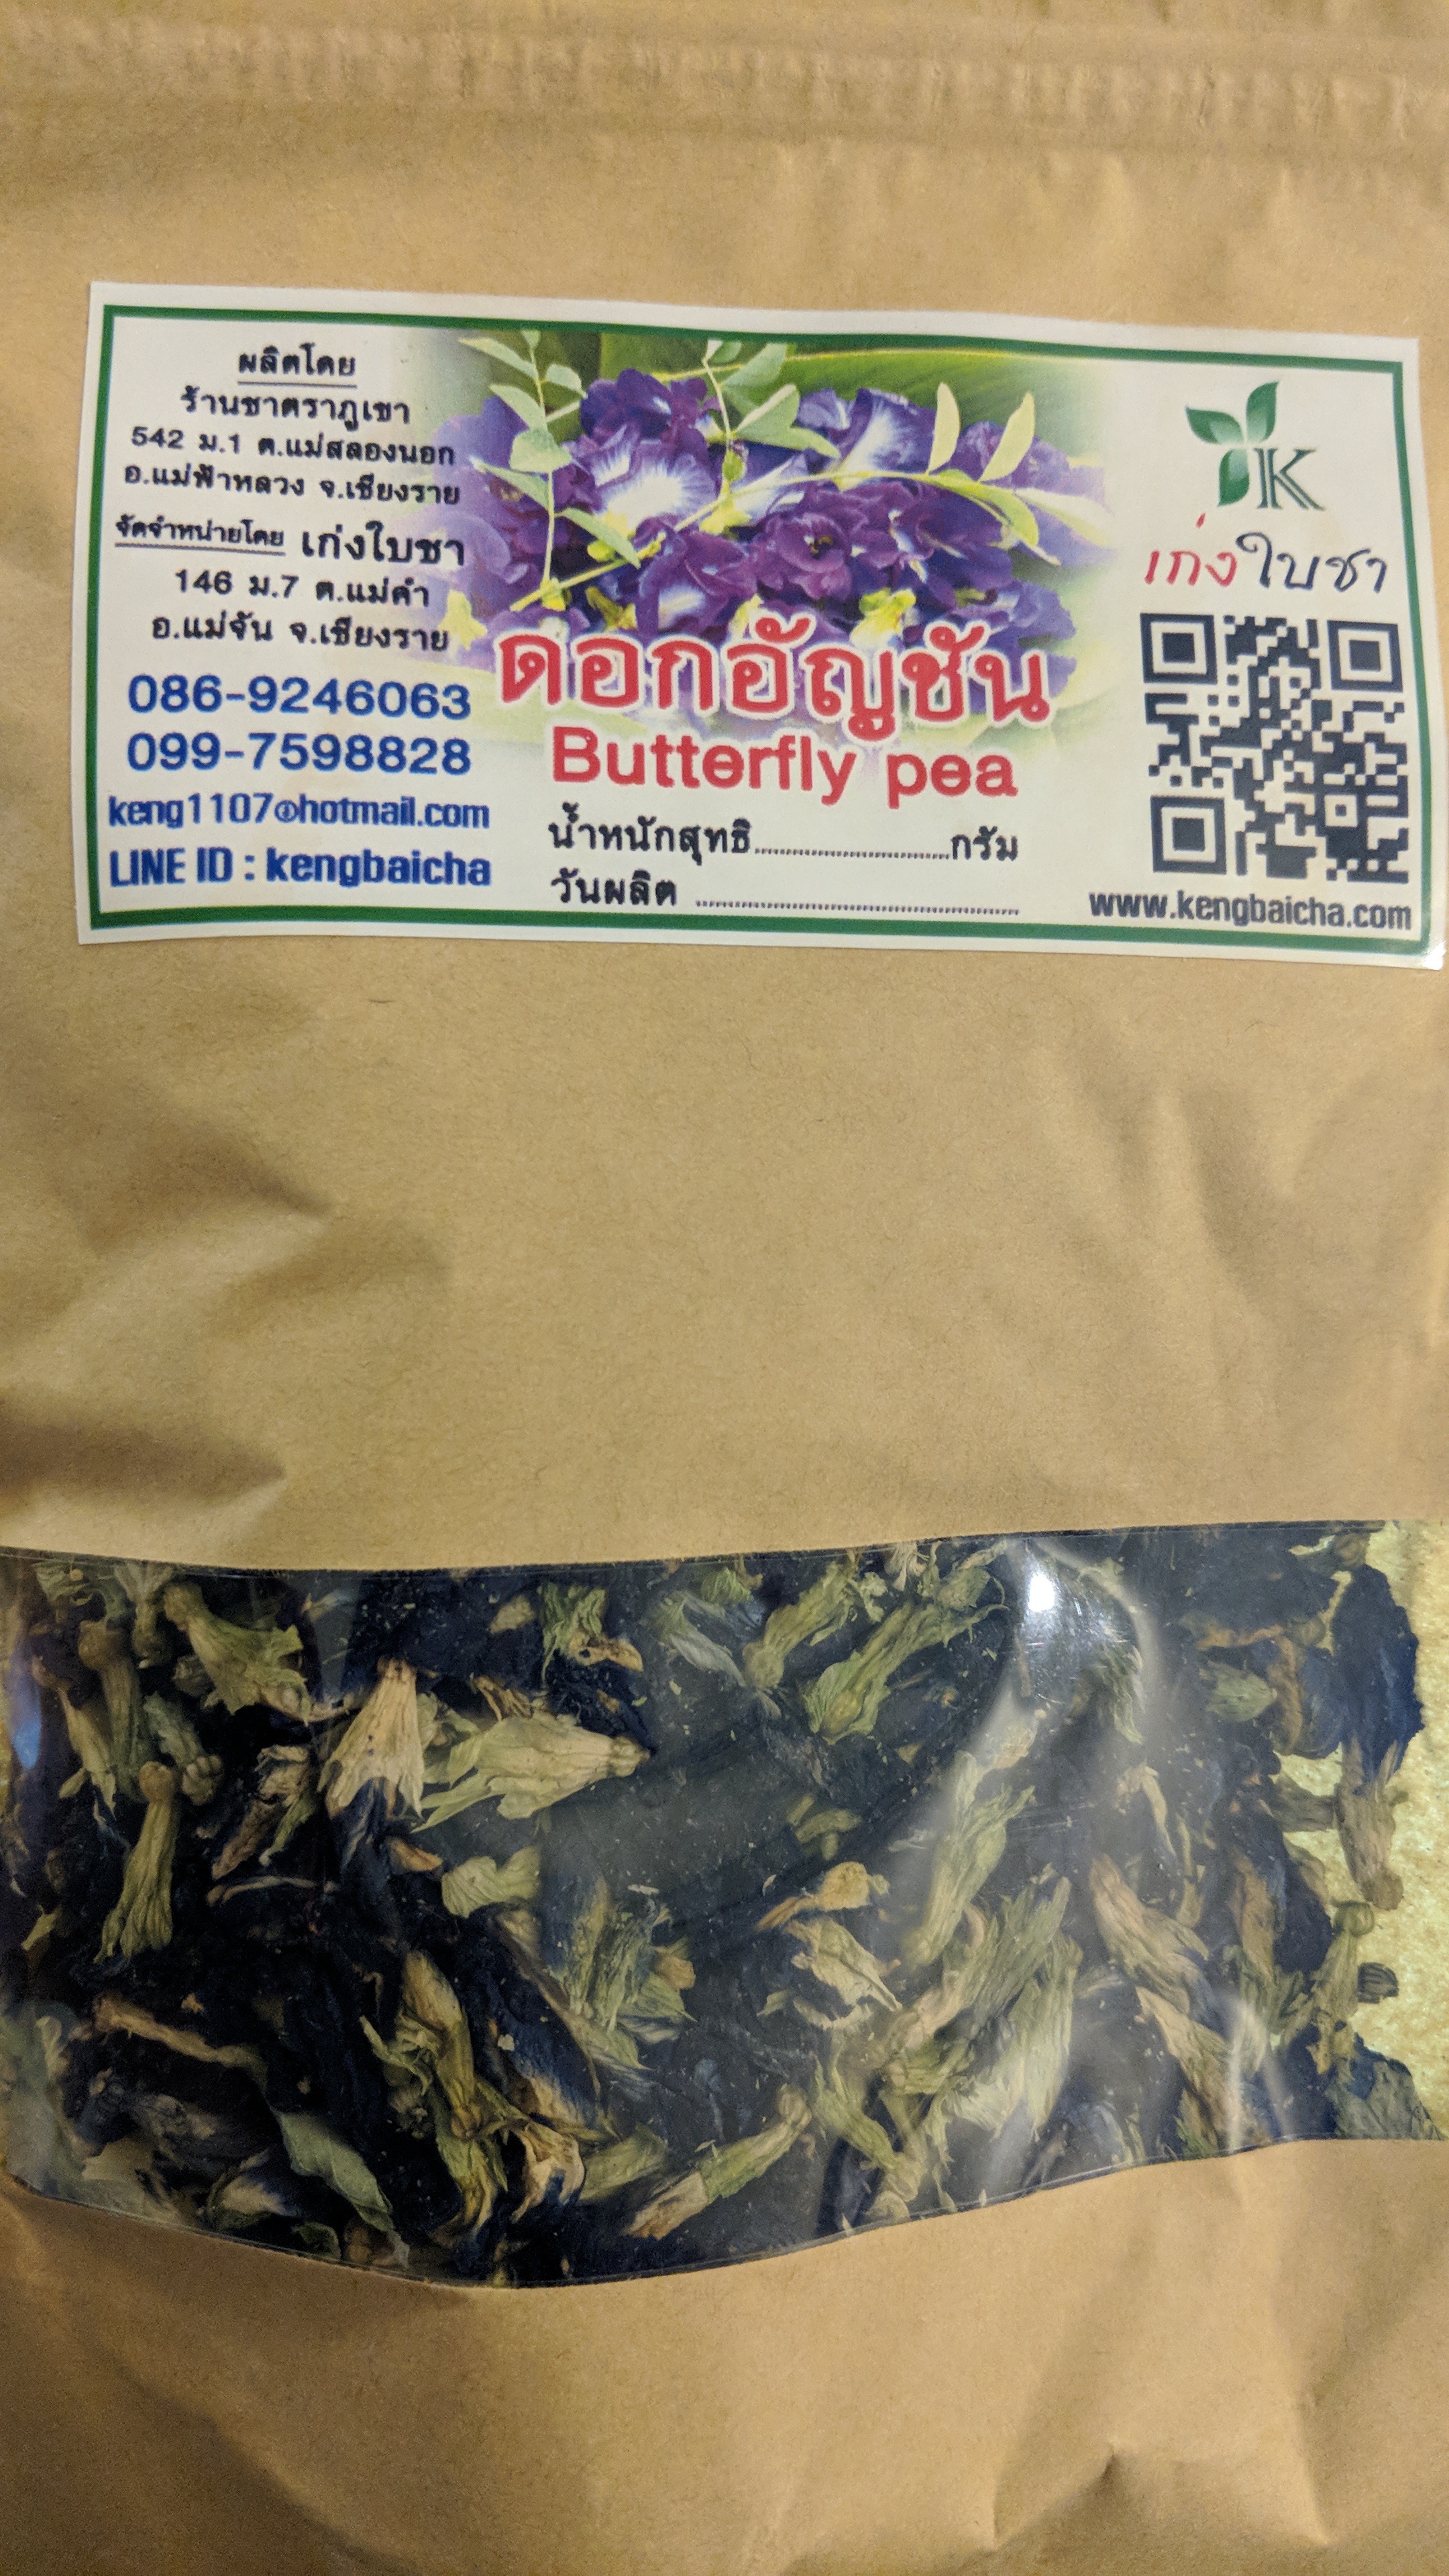 ผลิตโดย
ร้านชาตราภูเขา
542 ม.1 ต.แม่สลองนอก
อ.แม่ฟ้าหลวง จ.เชียงราย
จัดจำหน่ายโดย เก่งใบชา
146 ม.7 ต.แม่คำ
อ.แม่จัน จ.เชียงราย
086-9246063
099-7598828
keng1107@hotmail.com
LINE ID : kengbaicha
ดอกอัญชัน
Butterfly pea
น้ำหนักสุทธิ....................กรัม
วันผลิต ....................
K
เก่งใบชา
www.kengbaicha.com